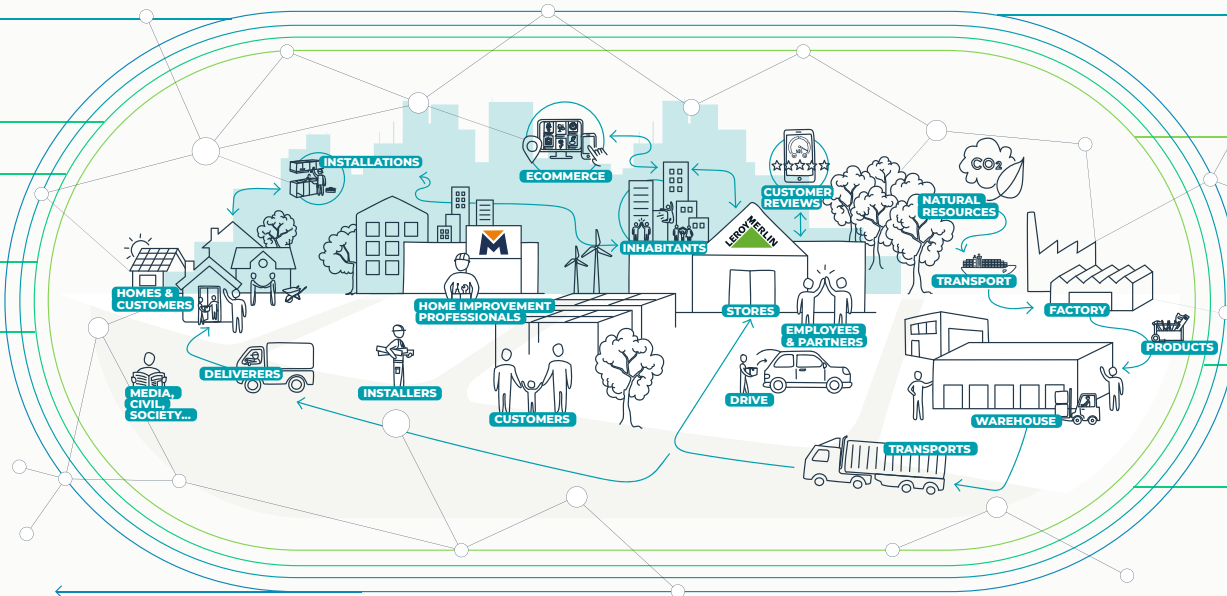 INSTALLATIONS
ECOMMERCE
CUSTOMER
REVIEWS
CO2
NATURAL
RESOURCES
INHABITANTS
LEROY MERLIN
M
TRANSPORT
HOMES &
CUSTOMERS
HOME IMPROVEMENT
PROFESSIONALS
STORES
FACTORY
EMPLOYEES
& PARTNERS
PRODUCTS
DELIVERERS
MEDIA,
CIVIL,
SOCIETY...
INSTALLERS
DRIVE
CUSTOMERS
WAREHOUSE
TRANSPORTS